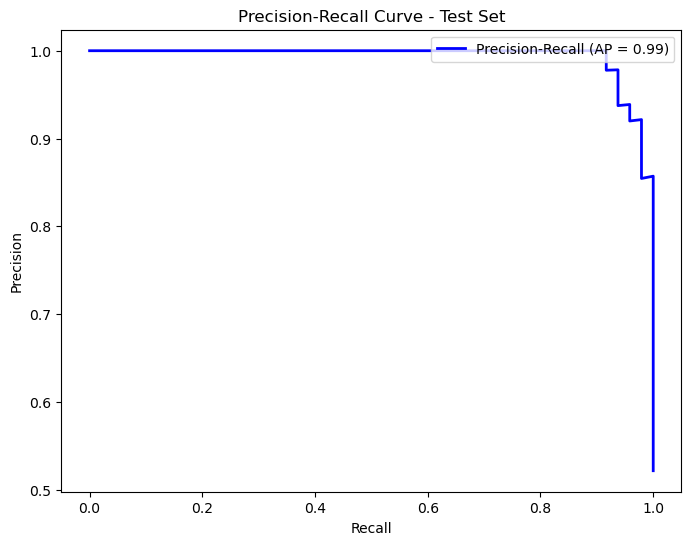 Precision-Recall Curve - Test Set
Precision-Recall (AP = 0.99)
1.0
0.9
0.8
0.7
0.6
0.5
Precision
0.0 0.2 0.4 0.6 0.8 1.0
Recall